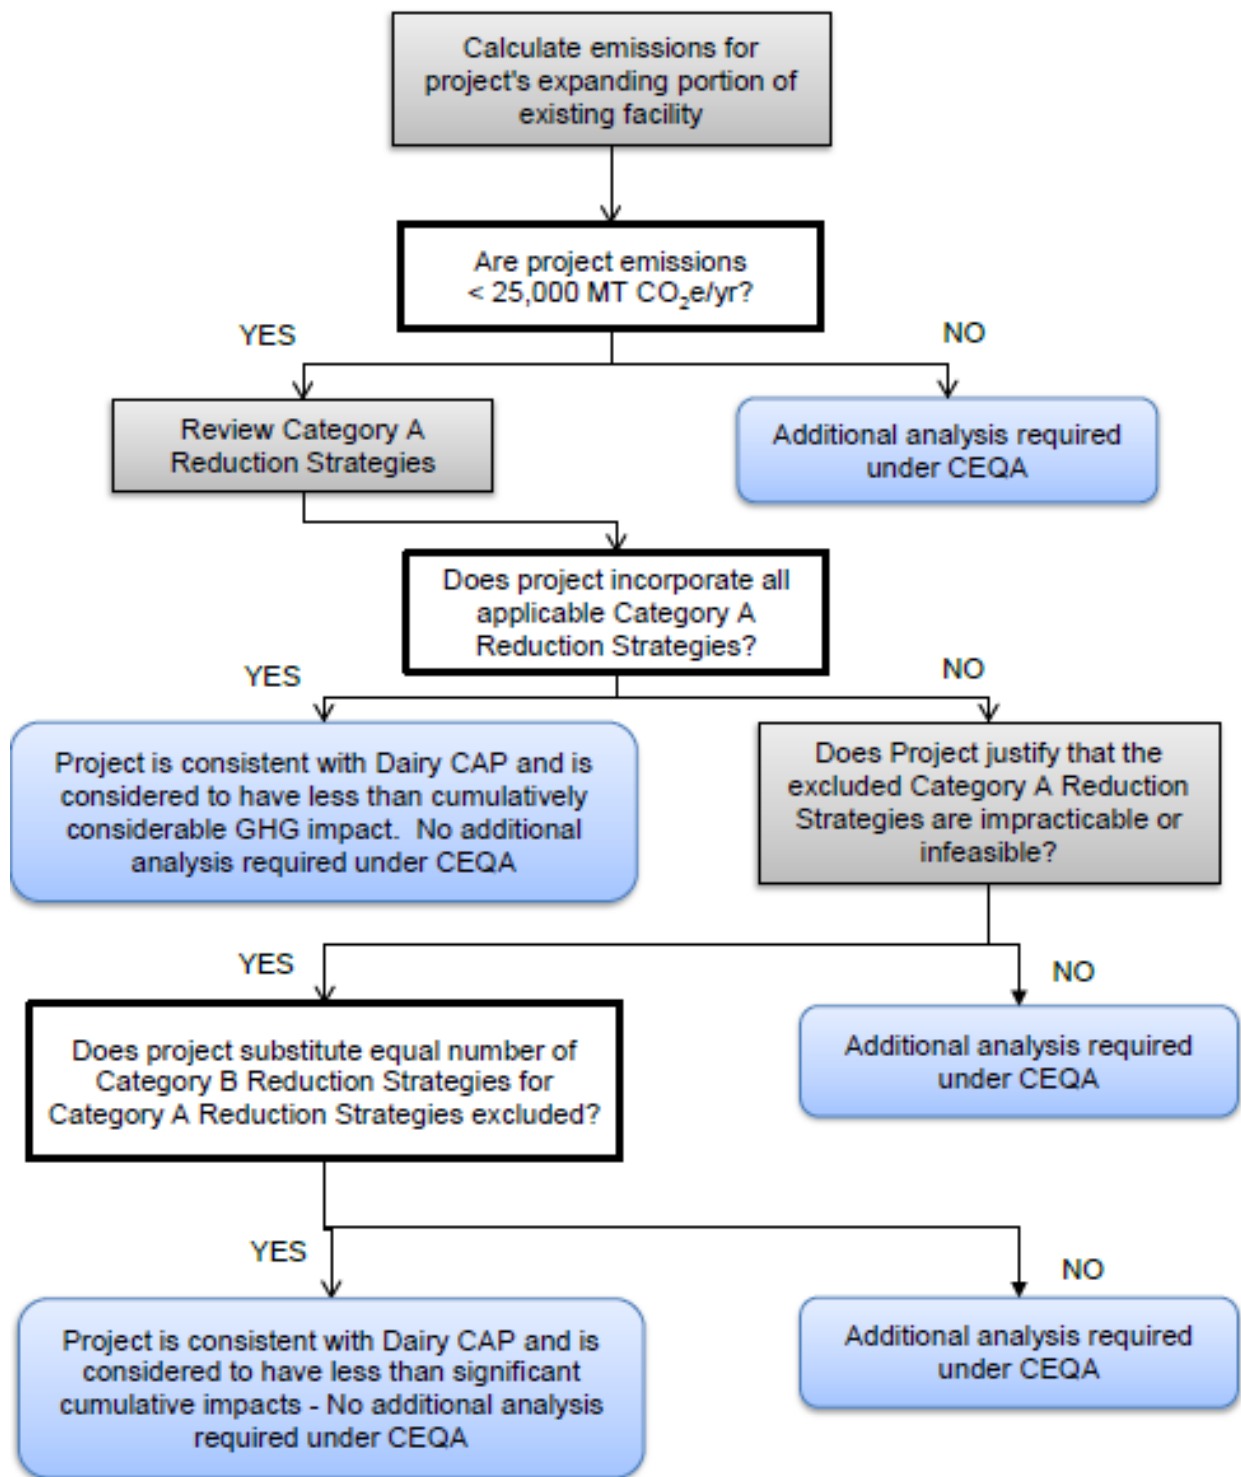 Calculate emissions for
project's expanding portion of
existing facility
Are project emissions
< 25,000 MT CO₂e/yr?
YES
NO
Review Category A
Reduction Strategies
Additional analysis required
under CEQA
Does project incorporate all
applicable Category A
Reduction Strategies?
YES
NO
Project is consistent with Dairy CAP and is
considered to have less than cumulatively
considerable GHG impact.  No additional
analysis required under CEQA
Does Project justify that the
excluded Category A Reduction
Strategies are impracticable or
infeasible?
YES
NO
Does project substitute equal number of
Category B Reduction Strategies for
Category A Reduction Strategies excluded?
Additional analysis required
under CEQA
YES
NO
Project is consistent with Dairy CAP and is
considered to have less than significant
cumulative impacts - No additional analysis
required under CEQA
Additional analysis required
under CEQA